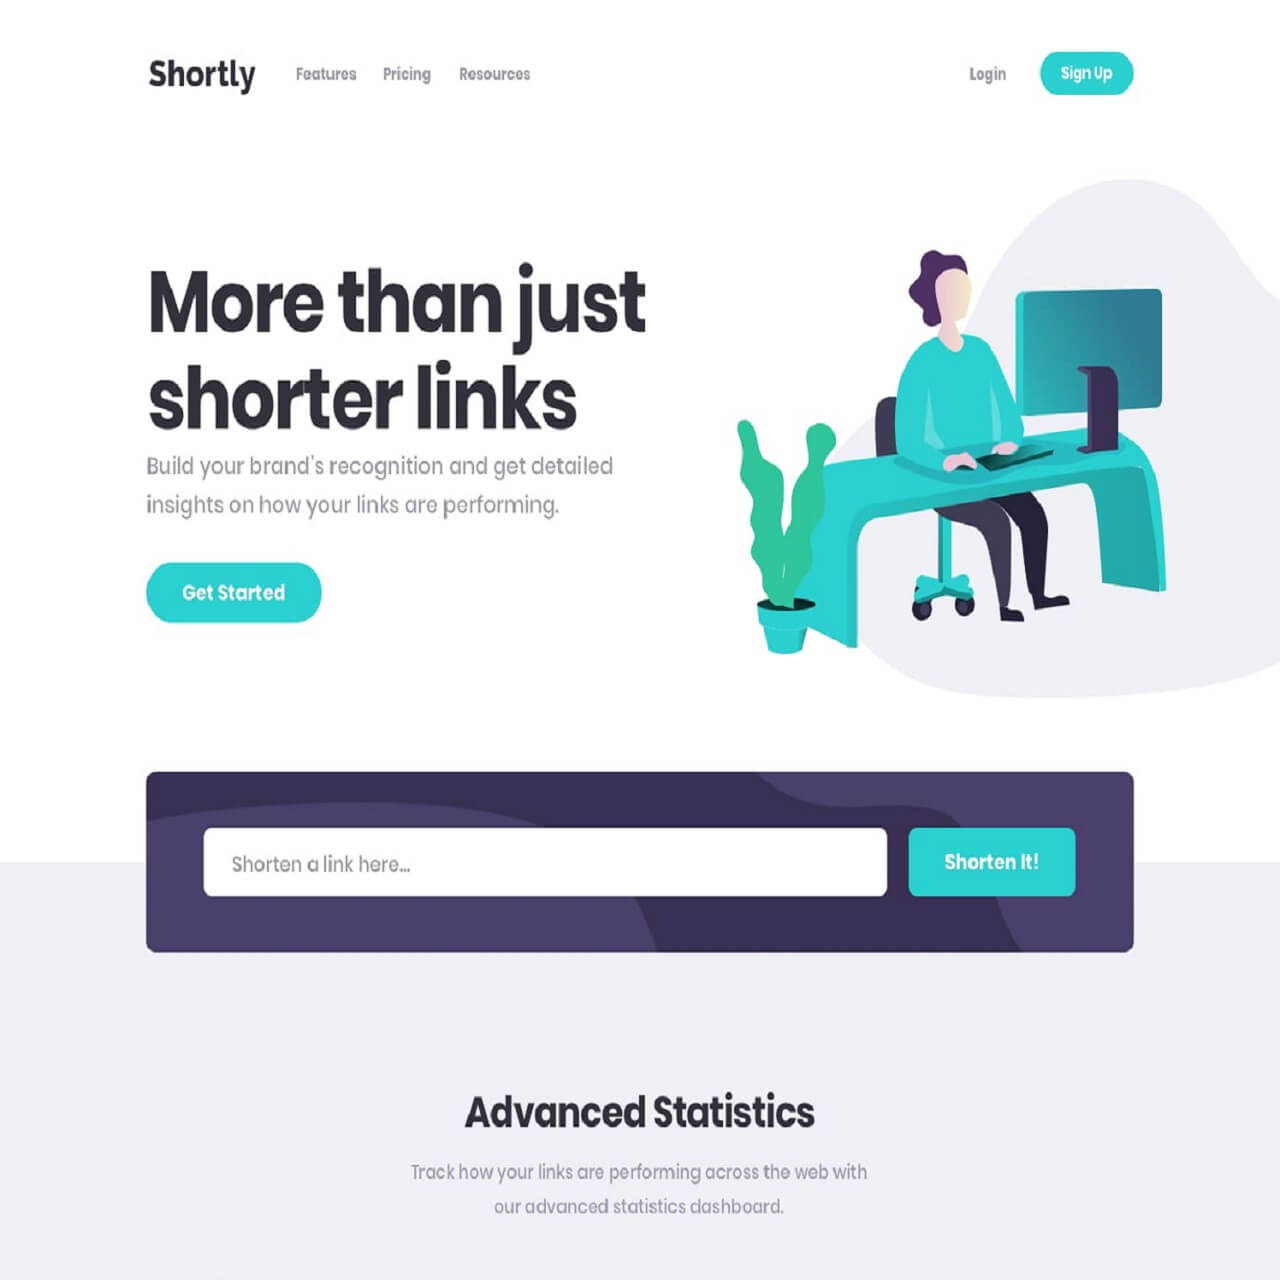 Shortly
Features
Pricing
Resources
Login
Sign Up
More than just
shorter links
Build your brand's recognition and get detailed
insights on how your links are performing.
Get Started
Shorten a link here...
Shorten It!
Advanced Statistics
Track how your links are performing across the web with
our advanced statistics dashboard.